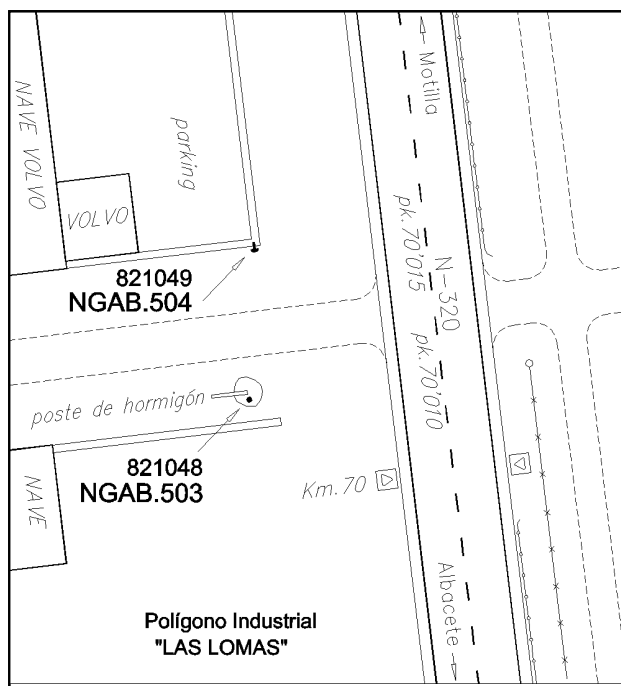 Motilla
NAVE VOLVO
parking
VOLVO
821049
NGAB.504
pk.70'015
N-320
pk.70'010
poste de hormigón
821048
NGAB.503
NAVE
Km.70
Albacete
Polígono Industrial
"LAS LOMAS"